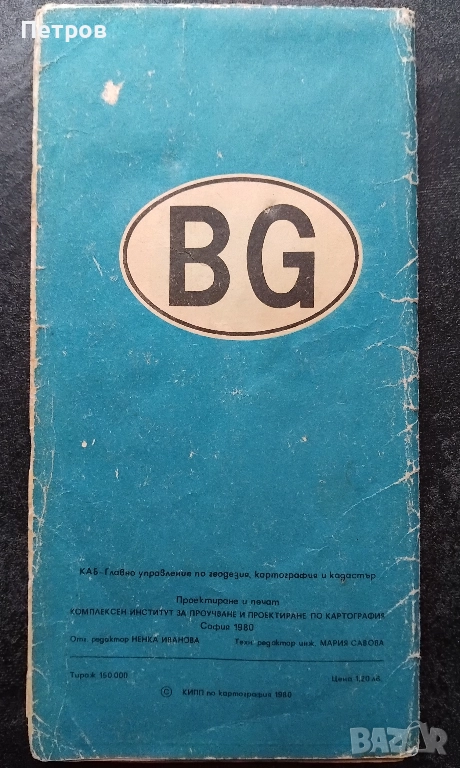 Петров
BG
КАБ - Главно управление по геодезия, картография и кадастър
Проектиране и печат
КОМПЛЕКСЕН ИНСТИТУТ ЗА ПРОУЧВАНЕ И ПРОЕКТИРАНЕ ПО КАРТОГРАФИЯ
София 1980
Отг. редактор НЕНКА ИВАНОВА Техн. редактор инж. МАРИЯ САВОВА
Тираж 150 000 Цена 1,20 лв.
© КИПП по картография 1980
BAZAR